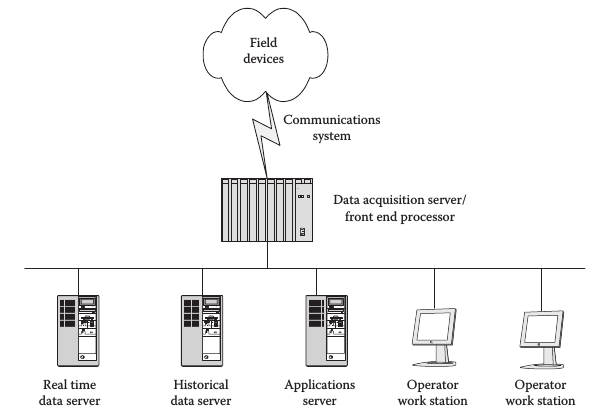 Field
devices
Communications
system
Data acquisition server/
front end processor
Real time
data server
Historical
data server
Applications
server
Operator
work station
Operator
work station